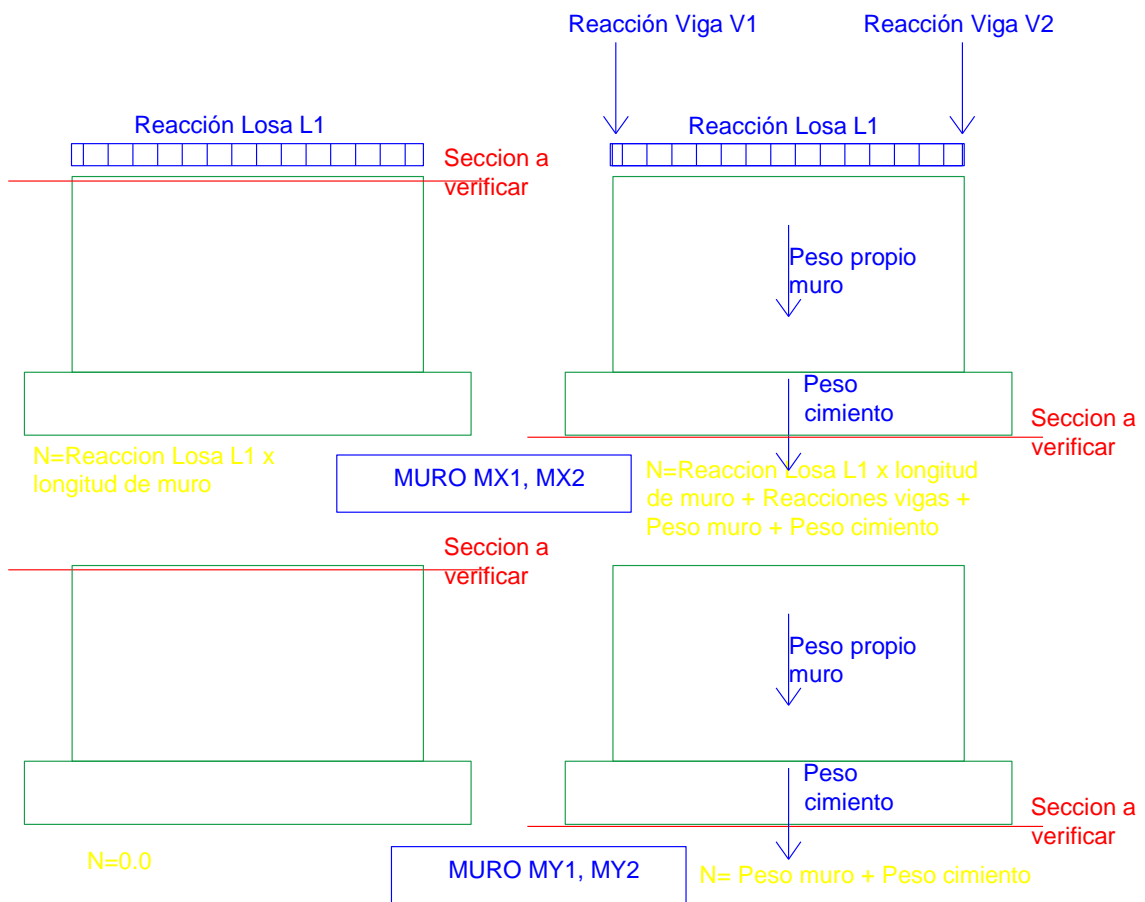 Reacción Viga V1
Reacción Viga V2
Reacción Losa L1
Seccion a
verificar
Reacción Losa L1
Peso propio
muro
Peso
cimiento
Seccion a
verificar
N=Reaccion Losa L1 x
longitud de muro
MURO MX1, MX2
N=Reaccion Losa L1 x longitud
de muro + Reacciones vigas +
Peso muro + Peso cimiento
Seccion a
verificar
Peso propio
muro
Peso
cimiento
Seccion a
verificar
N=0.0
MURO MY1, MY2
N= Peso muro + Peso cimiento